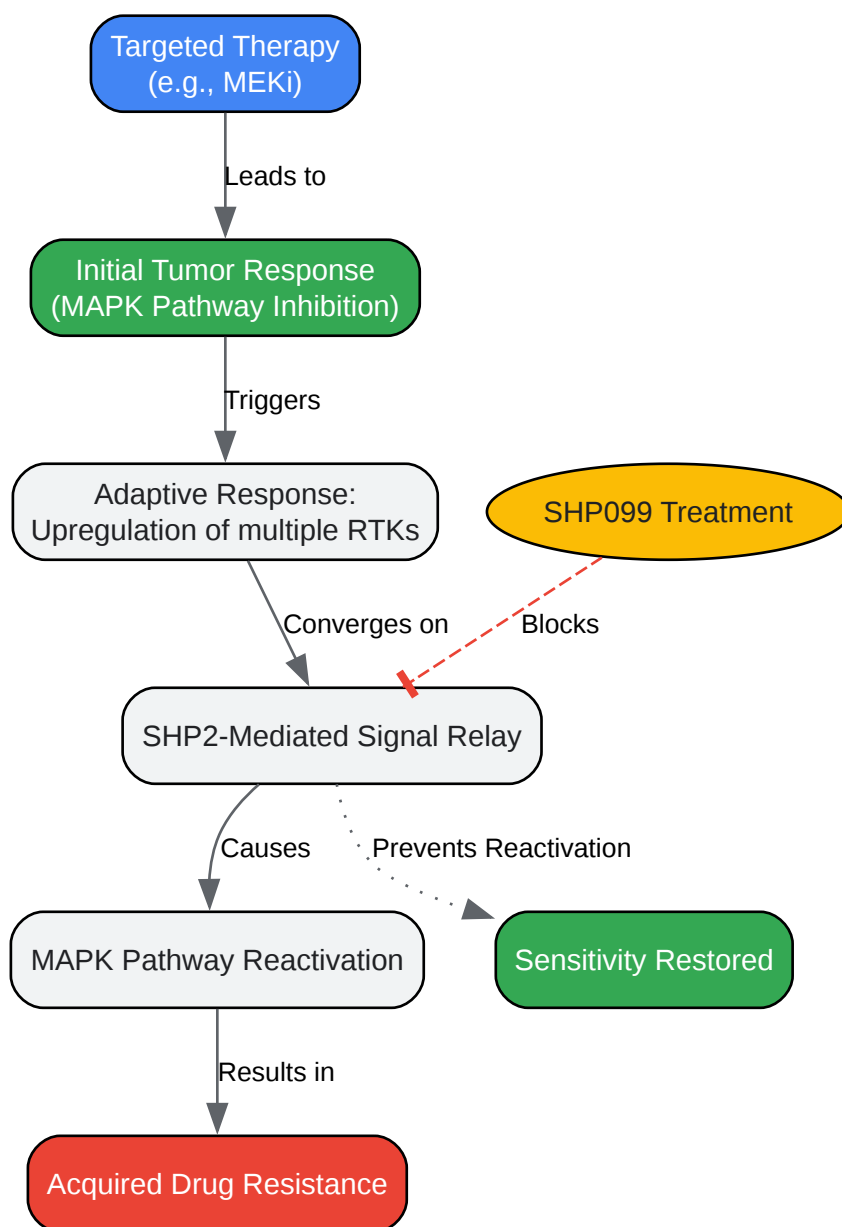 Targeted Therapy
(e.g., MEKi)
Leads to
Initial Tumor Response
(MAPK Pathway Inhibition)
Triggers
Adaptive Response:
Upregulation of multiple RTKs
SHP099 Treatment
Converges on
Blocks
SHP2-Mediated Signal Relay
Causes
Prevents Reactivation
MAPK Pathway Reactivation
Sensitivity Restored
Results in
Acquired Drug Resistance